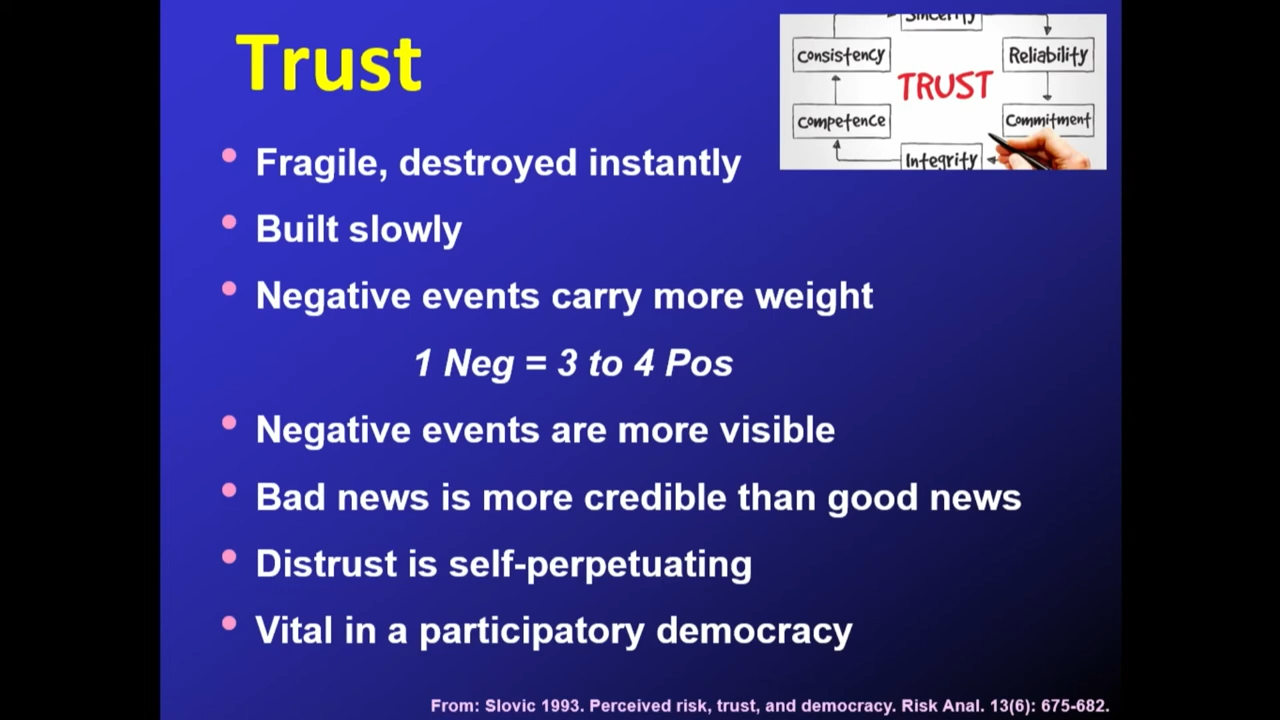 Trust
Sincerity
Consistency
Reliability
TRUST
Competence
Commitment
Integrity
Fragile, destroyed instantly
Built slowly
Negative events carry more weight
1 Neg = 3 to 4 Pos
Negative events are more visible
Bad news is more credible than good news
Distrust is self-perpetuating
Vital in a participatory democracy
From: Slovic 1993. Perceived risk, trust, and democracy. Risk Anal. 13(6): 675-682.